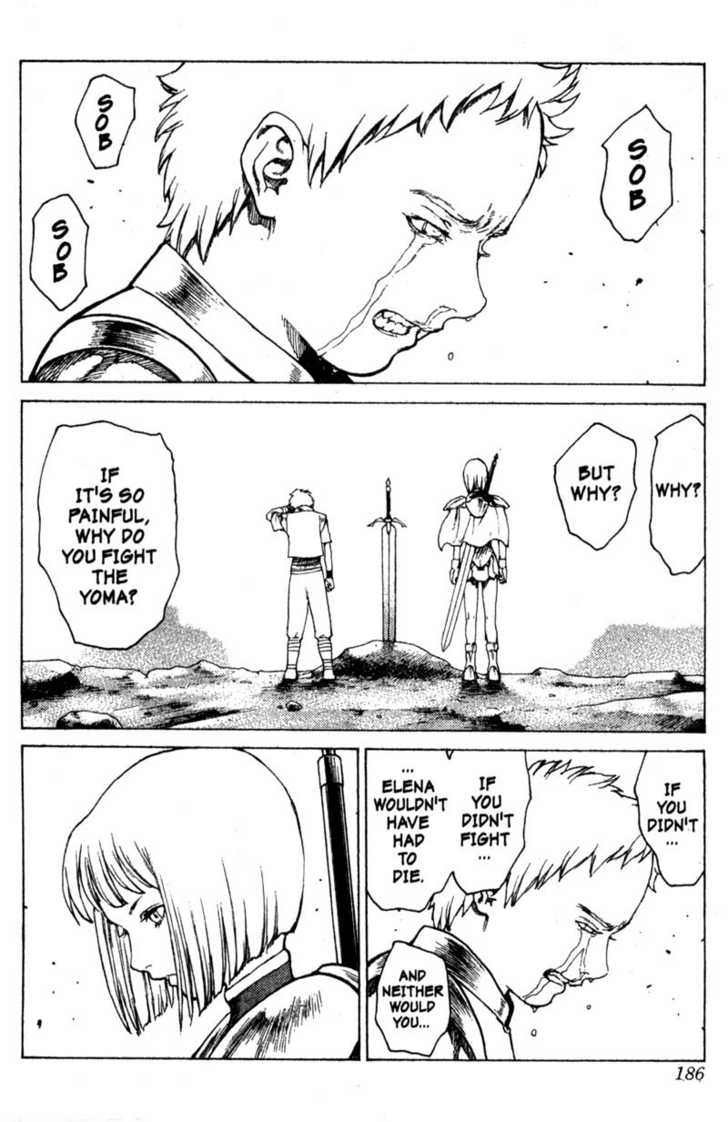 SOB
SOB
SOB
WHY?
BUT
WHY?
IF
IT'S SO
PAINFUL,
WHY DO
YOU FIGHT
THE
YOMA?
IF
YOU
DIDN'T
...
IF
YOU
DIDN'T
FIGHT
...
...
ELENA
WOULDN'T
HAVE
HAD
TO
DIE.
AND
NEITHER
WOULD
YOU...
186